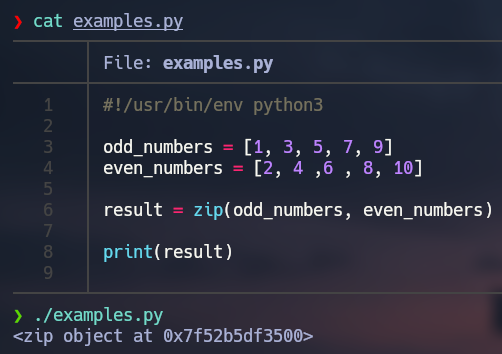 ❯ cat examples.py
File: examples.py
1 #!/usr/bin/env python3
2
3 odd_numbers = [1, 3, 5, 7, 9]
4 even_numbers = [2, 4 ,6 , 8, 10]
5
6 result = zip(odd_numbers, even_numbers)
7
8 print(result)
9
❯ ./examples.py
<zip object at 0x7f52b5df3500>